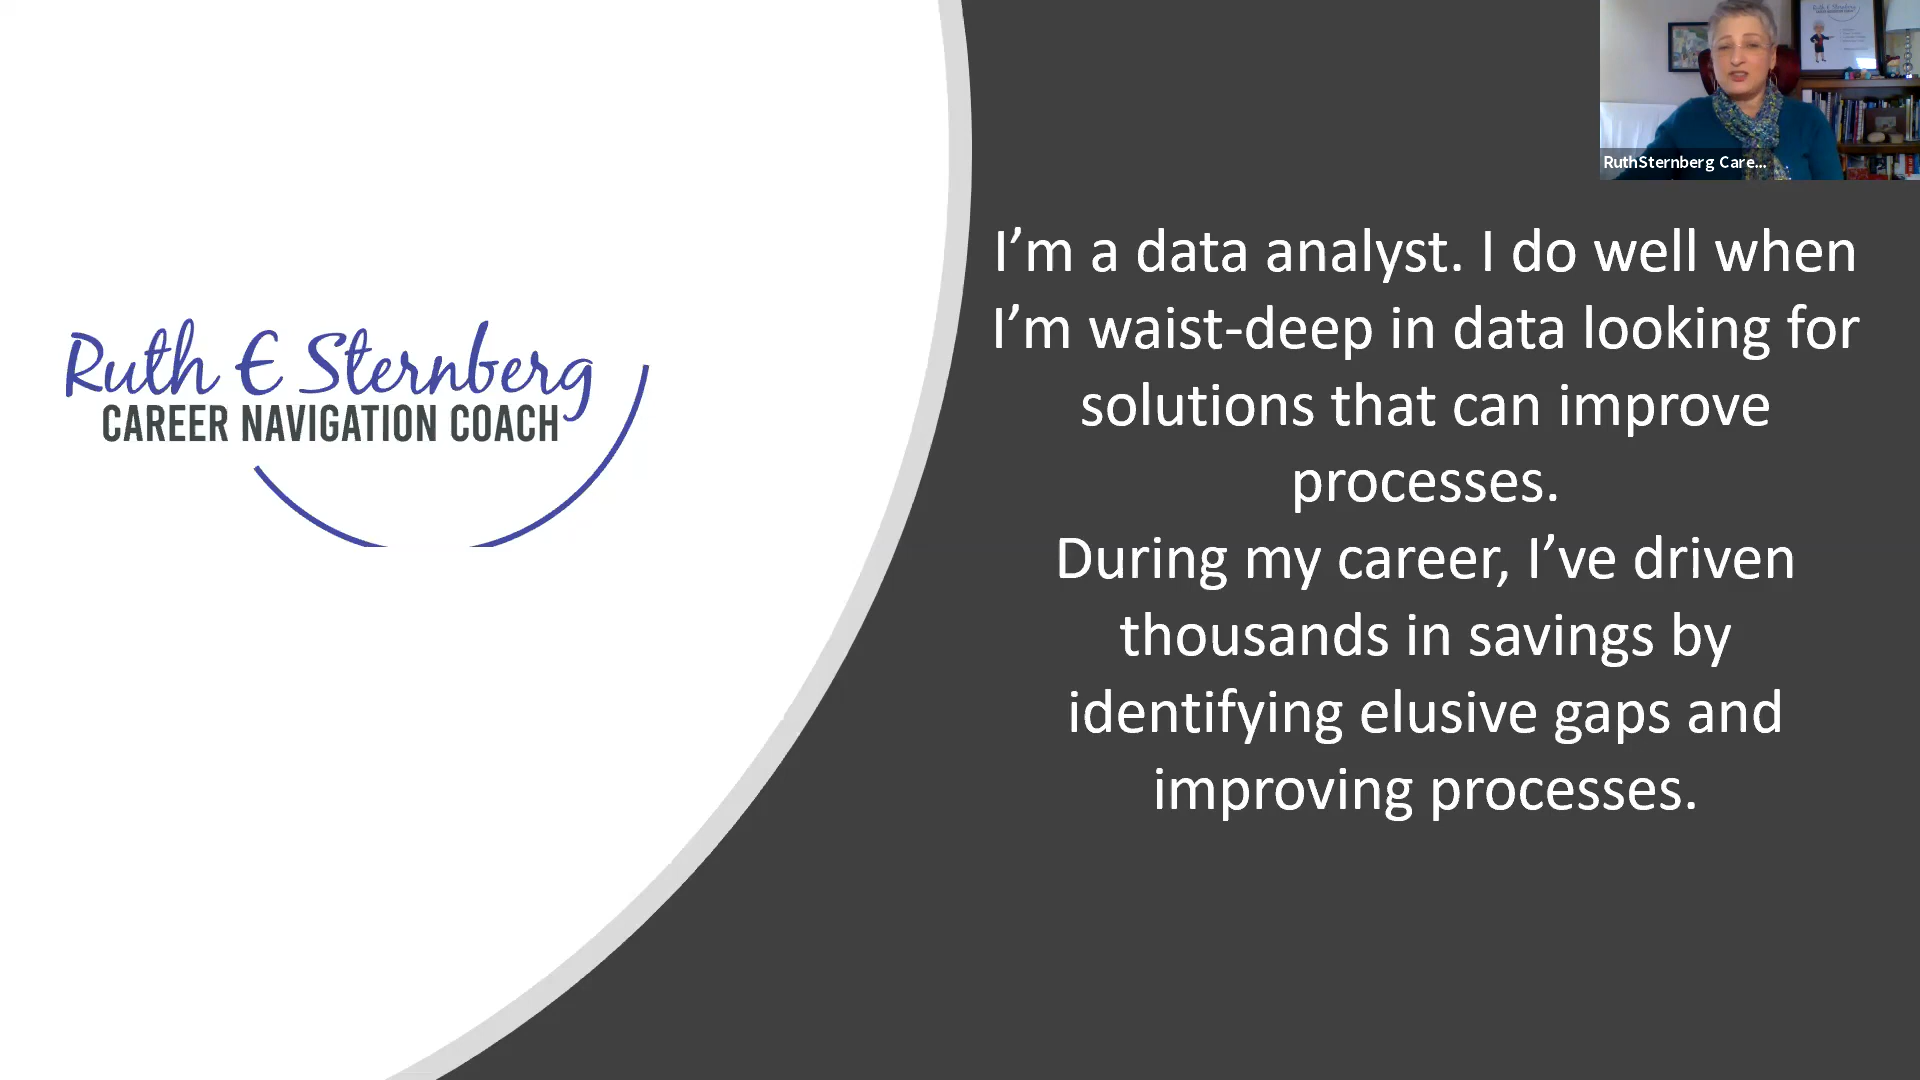 RuthSternberg Care...
Ruth E Sternberg
CAREER NAVIGATION COACH
I’m a data analyst. I do well when
I’m waist-deep in data looking for
solutions that can improve
processes.
During my career, I’ve driven
thousands in savings by
identifying elusive gaps and
improving processes.